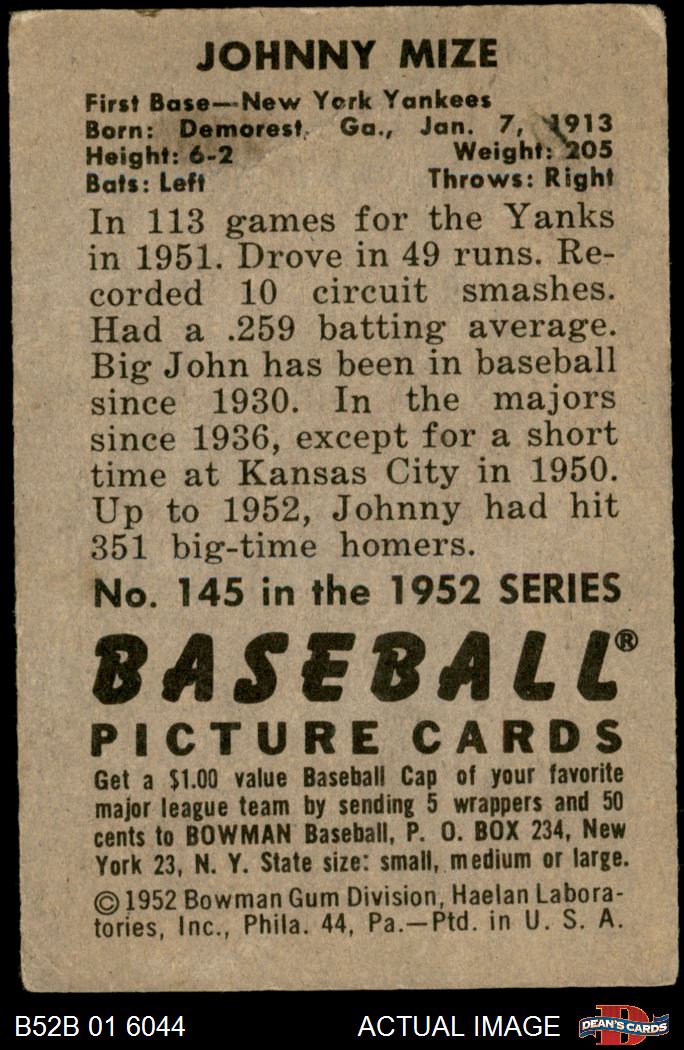 JOHNNY MIZE
First Base—New York Yankees
Born: Demorest, Ga., Jan. 7, 1913
Height: 6-2 Weight: 205
Bats: Left Throws: Right
In 113 games for the Yanks
in 1951. Drove in 49 runs. Re-
corded 10 circuit smashes.
Had a .259 batting average.
Big John has been in baseball
since 1930. In the majors
since 1936, except for a short
time at Kansas City in 1950.
Up to 1952, Johnny had hit
351 big-time homers.
No. 145 in the 1952 SERIES
BASEBALL®
PICTURE CARDS
Get a $1.00 value Baseball Cap of your favorite
major league team by sending 5 wrappers and 50
cents to BOWMAN Baseball, P. O. BOX 234, New
York 23, N. Y. State size: small, medium or large.
©1952 Bowman Gum Division, Haelan Labora-
tories, Inc., Phila. 44, Pa.—Ptd. in U. S. A.
B52B 01 6044 ACTUAL IMAGE DEAN'S CARDS